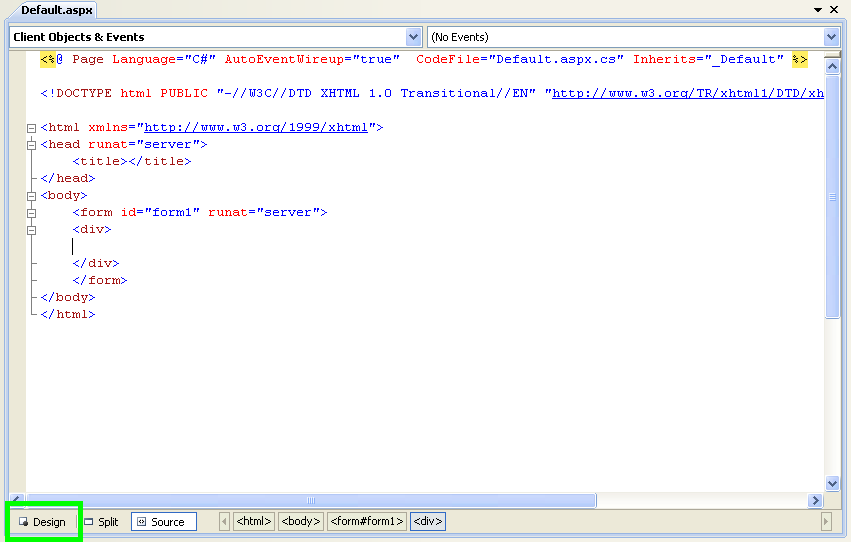 Default.aspx
Client Objects & Events (No Events)
<%@ Page Language="C#" AutoEventWireup="true"  CodeFile="Default.aspx.cs" Inherits="_Default" %>
<!DOCTYPE html PUBLIC "-//W3C//DTD XHTML 1.0 Transitional//EN" "http://www.w3.org/TR/xhtml1/DTD/xh
<html xmlns="http://www.w3.org/1999/xhtml">
<head runat="server">
    <title></title>
</head>
<body>
    <form id="form1" runat="server">
    <div>
    </div>
    </form>
</body>
</html>
Design Split Source <html> <body> <form#form1> <div>